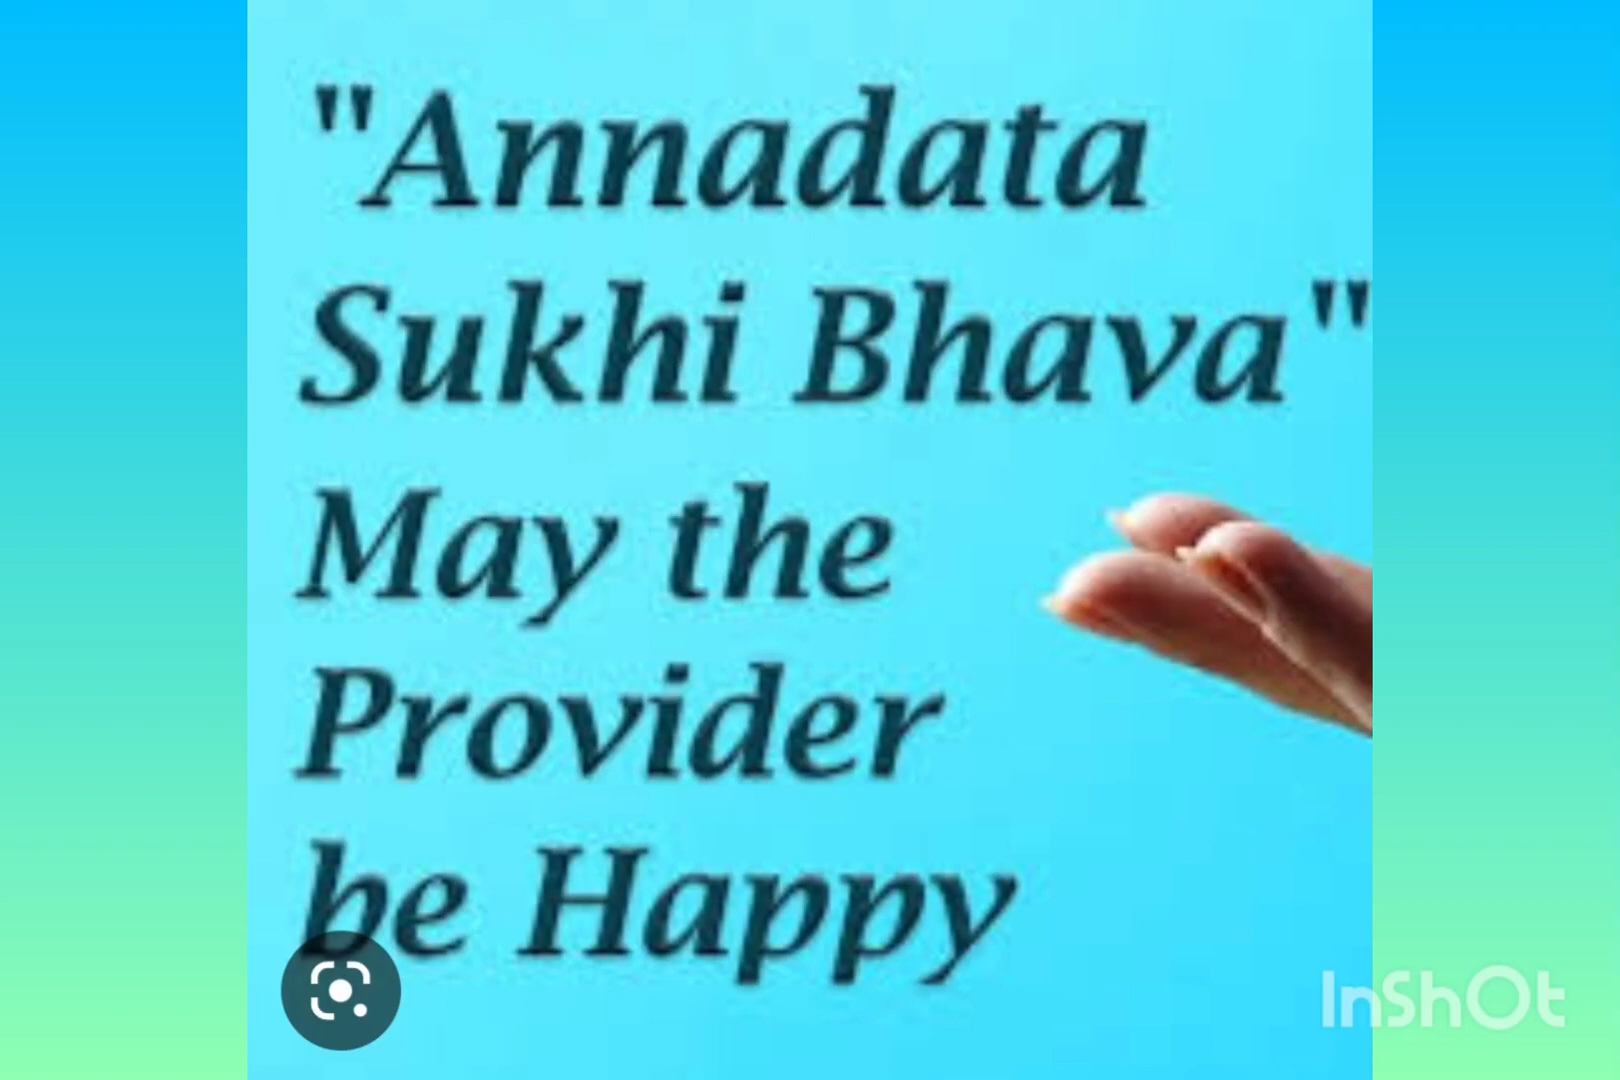 "Annadata
Sukhi Bhava"
May the
Provider
be Happy
InShOt